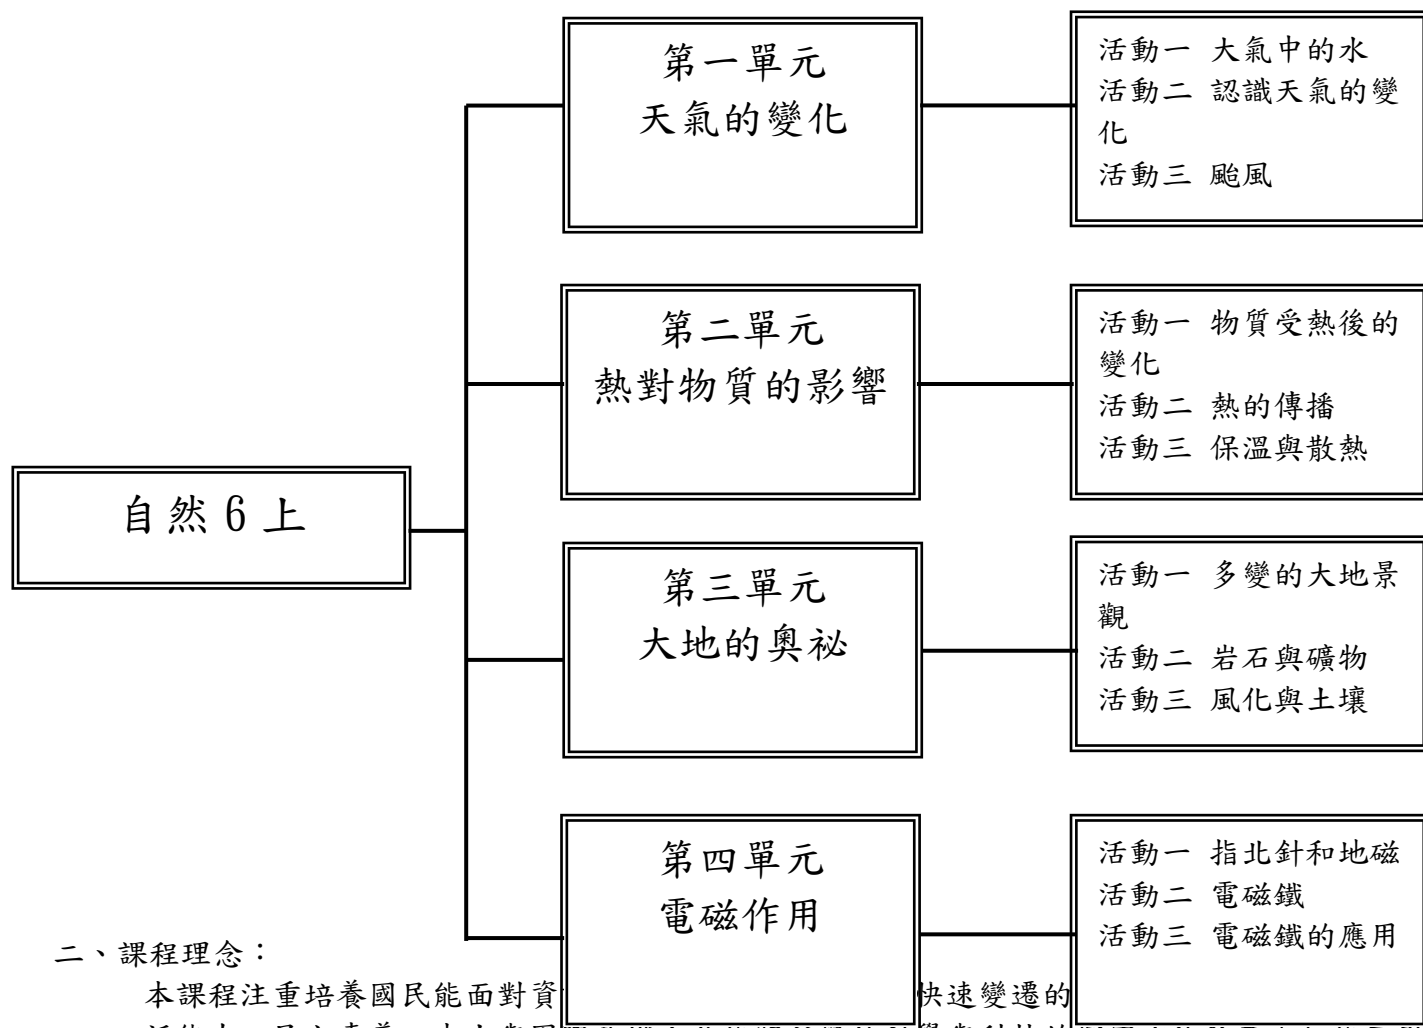 第一單元
天氣的變化
活動一 大氣中的水
活動二 認識天氣的變
化
活動三 颱風
第二單元
熱對物質的影響
活動一 物質受熱後的
變化
活動二 熱的傳播
活動三 保溫與散熱
自然 6 上
第三單元
大地的奧祕
活動一 多變的大地景
觀
活動二 岩石與礦物
活動三 風化與土壤
第四單元
電磁作用
活動一 指北針和地磁
活動二 電磁鐵
活動三 電磁鐵的應用
二、課程理念：
本課程注重培養國民能面對資
快速變遷的